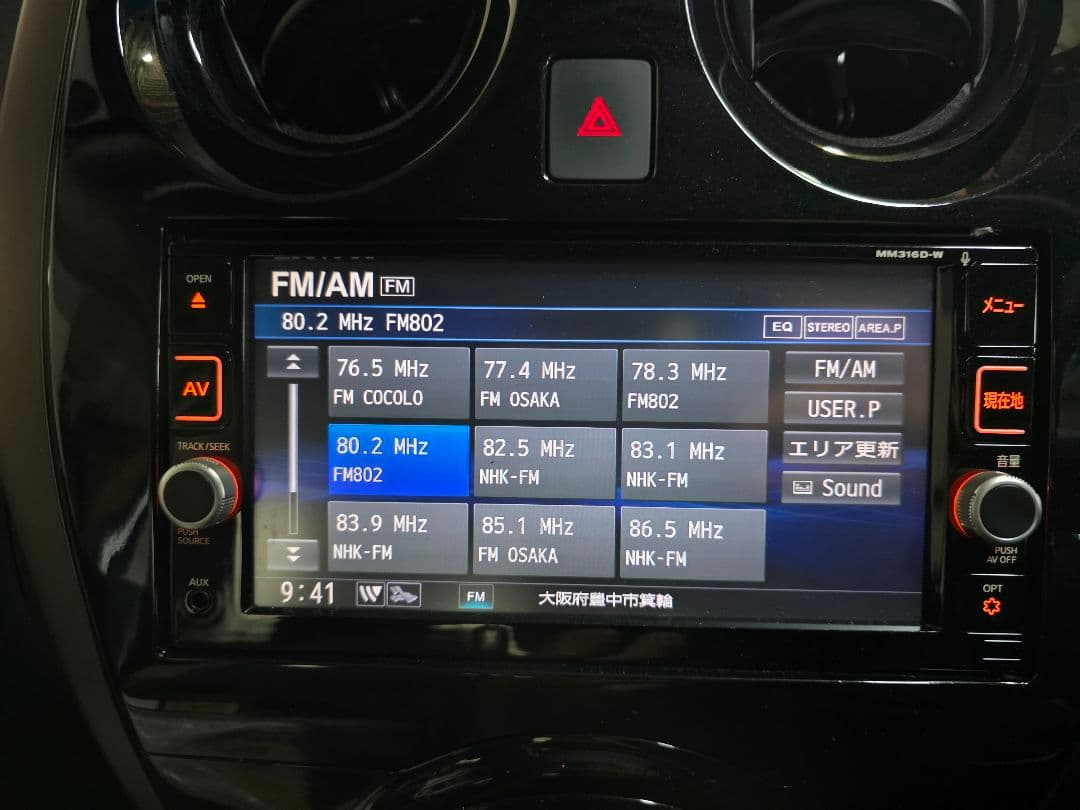 MM316D-W
OPEN
FM/AM FM
メニュー
80.2 MHz FM802
EQ STEREO AREA.P
76.5 MHz
FM COCOLO
77.4 MHz
FM OSAKA
78.3 MHz
FM802
FM/AM
AV
USER.P
現在地
80.2 MHz
FM802
82.5 MHz
NHK-FM
83.1 MHz
NHK-FM
エリア更新
TRACK/SEEK
音量
Sound
83.9 MHz
NHK-FM
85.1 MHz
FM OSAKA
86.5 MHz
NHK-FM
PUSH
SOURCE
PUSH
AV OFF
AUX
OPT
9:41
W
FM
大阪府豊中市箕輪